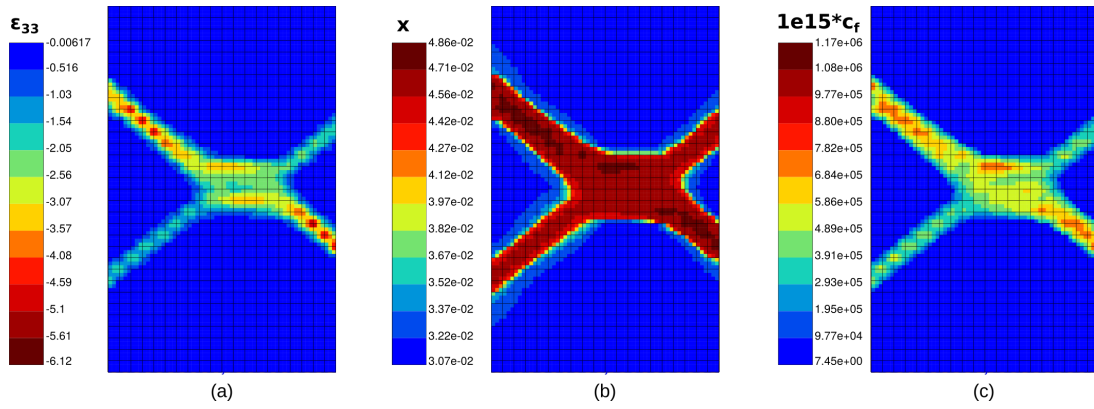 ε₃₃
-0.00617
-0.516
-1.03
-1.54
-2.05
-2.56
-3.07
-3.57
-4.08
-4.59
-5.1
-5.61
-6.12
(a)
x
4.86e-02
4.71e-02
4.56e-02
4.42e-02
4.27e-02
4.12e-02
3.97e-02
3.82e-02
3.67e-02
3.52e-02
3.37e-02
3.22e-02
3.07e-02
(b)
1e15*c_f
1.17e+06
1.08e+06
9.77e+05
8.80e+05
7.82e+05
6.84e+05
5.86e+05
4.89e+05
3.91e+05
2.93e+05
1.95e+05
9.77e+04
7.45e+00
(c)